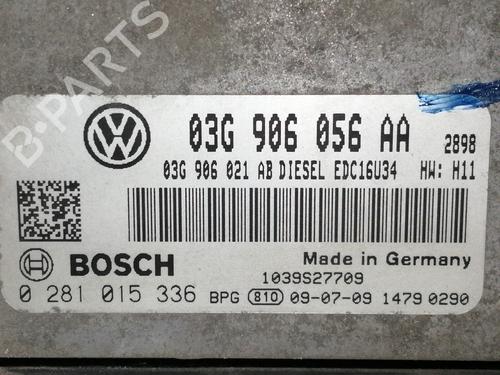 B-PARTS
03G 906 056 AA 2898
03G 906 021 AB DIESEL EDC16U34 HW: H11
BOSCH
Made in Germany
1039S27709
0 281 015 336 BPG 810 09-07-09 1479 0290